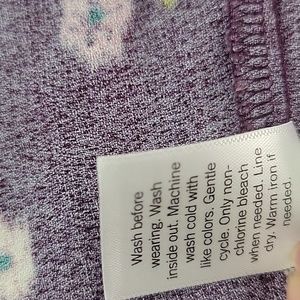 Wash before
wearing. Wash
inside out. Machine
wash cold with
like colors. Gentle
cycle. Only non-
chlorine bleach
when needed. Line
dry. Warm iron if
needed.